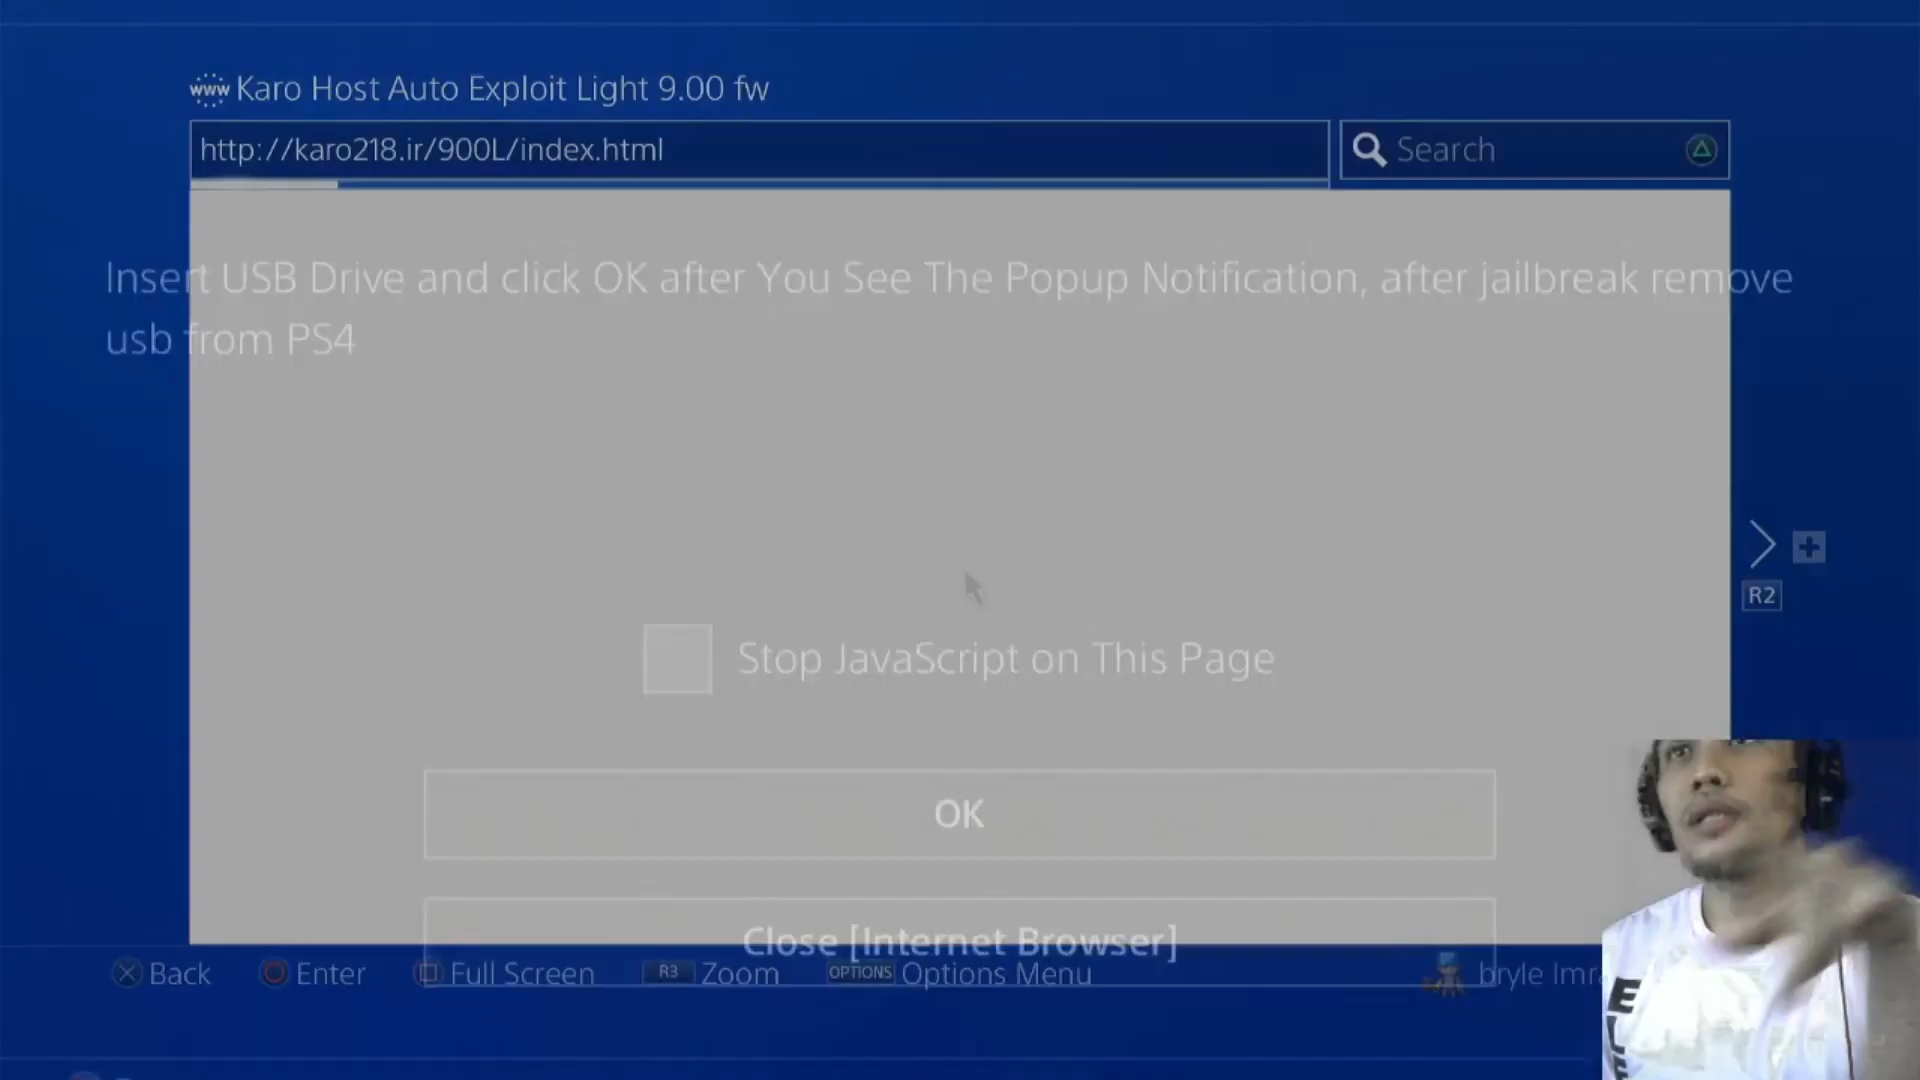 www Karo Host Auto Exploit Light 9.00 fw
http://karo218.ir/900L/index.html
Search
Insert USB Drive and click OK after You See The Popup Notification, after jailbreak remove
usb from PS4
R2
Stop JavaScript on This Page
OK
Close [Internet Browser]
Back Enter Full Screen R3 Zoom OPTIONS Options Menu bryle